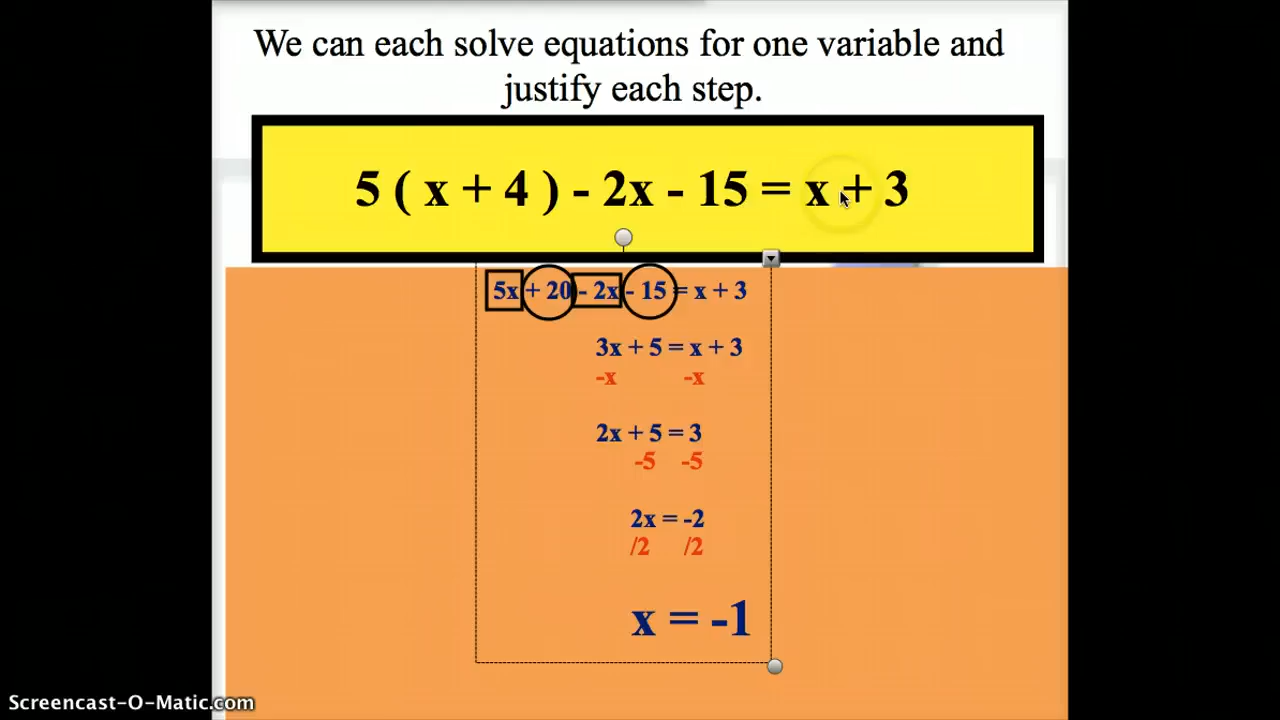 We can each solve equations for one variable and
justify each step.
5 ( x + 4 ) - 2x - 15 = x + 3
5x + 20 - 2x - 15 = x + 3
3x + 5 = x + 3
-x -x
2x + 5 = 3
-5 -5
2x = -2
/2 /2
x = -1
Screencast-O-Matic.com